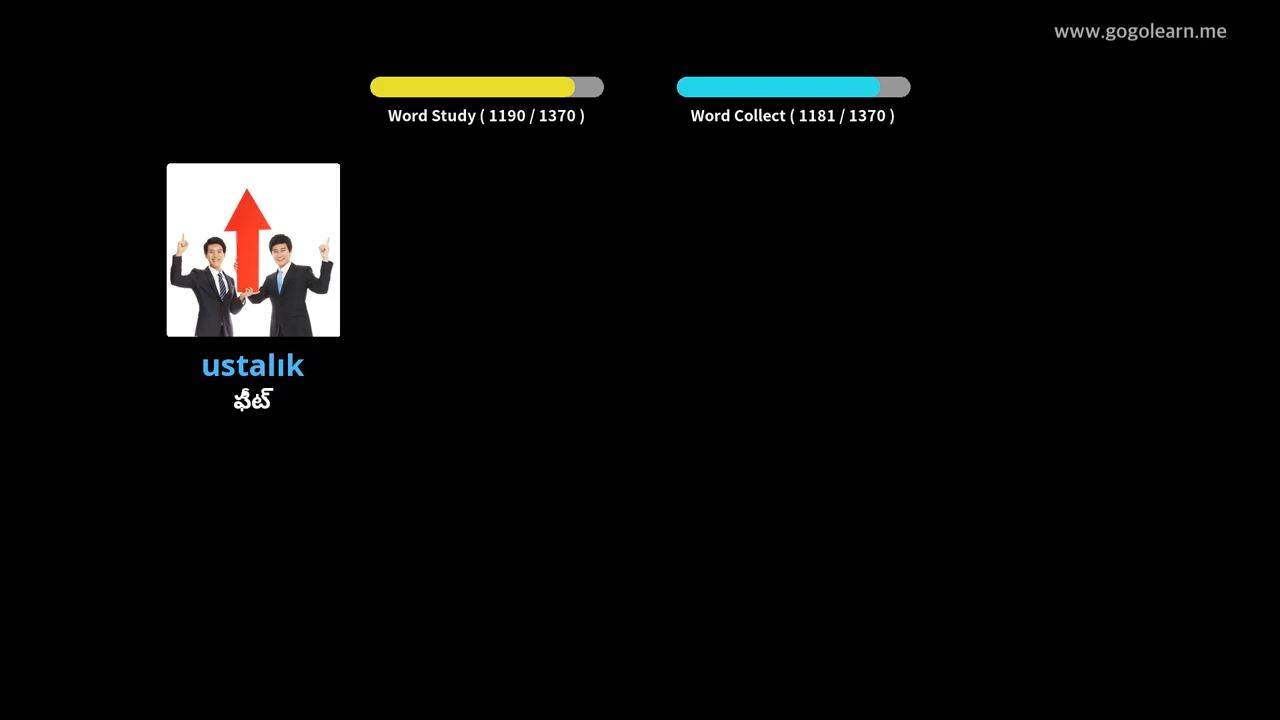 www.gogolearn.me
Word Study ( 1190 / 1370 )
Word Collect ( 1181 / 1370 )
ustalık
ఫీట్